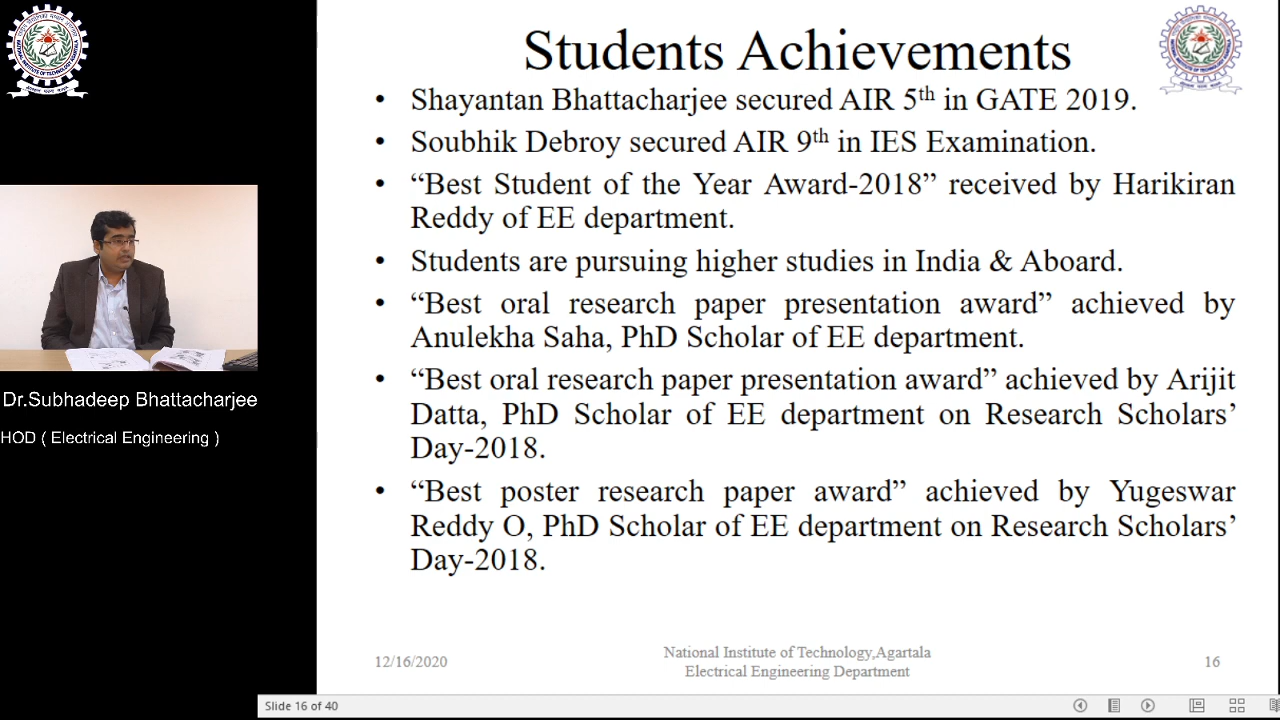 Students Achievements
• Shayantan Bhattacharjee secured AIR 5th in GATE 2019.
• Soubhik Debroy secured AIR 9th in IES Examination.
• “Best Student of the Year Award-2018” received by Harikiran
Reddy of EE department.
• Students are pursuing higher studies in India & Aboard.
• “Best oral research paper presentation award” achieved by
Anulekha Saha, PhD Scholar of EE department.
• “Best oral research paper presentation award” achieved by Arijit
Datta, PhD Scholar of EE department on Research Scholars’
Day-2018.
• “Best poster research paper award” achieved by Yugeswar
Reddy O, PhD Scholar of EE department on Research Scholars’
Day-2018.
Dr.Subhadeep Bhattacharjee
HOD ( Electrical Engineering )
12/16/2020
National Institute of Technology,Agartala
Electrical Engineering Department
16
Slide 16 of 40